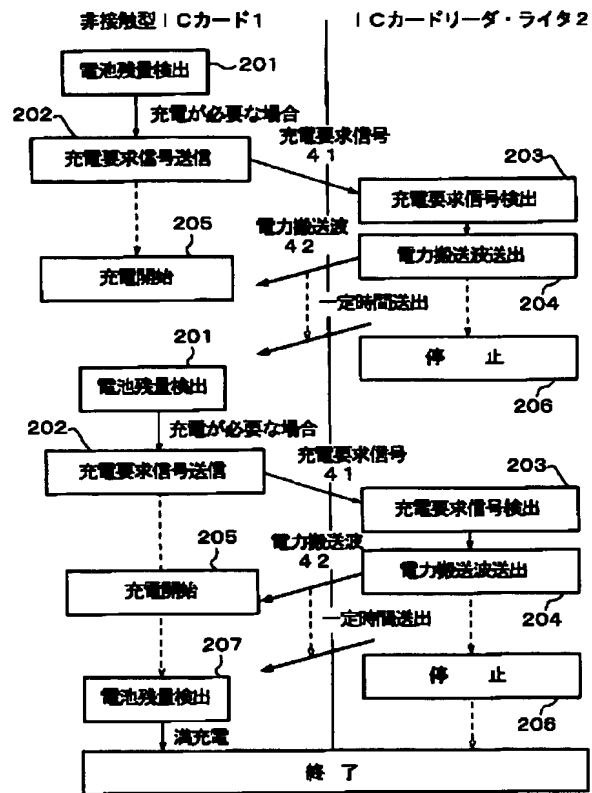 非接触型ICカード1
ICカードリーダ・ライタ2
電池残量検出
201
202
充電が必要な場合
充電要求信号送信
充電要求信号
41
203
充電要求信号検出
205
電力搬送波
42
電力搬送波送出
充電開始
204
一定時間送出
201
停 止
電池残量検出
206
202
充電が必要な場合
充電要求信号送信
充電要求信号
41
203
充電要求信号検出
205
電力搬送波
42
電力搬送波送出
充電開始
204
一定時間送出
207
停 止
電池残量検出
206
満充電
終 了